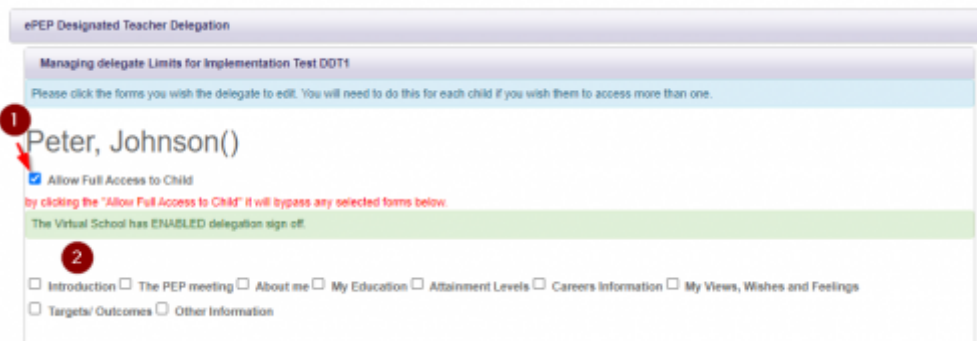 ePEP Designated Teacher Delegation
Managing delegate Limits for Implementation Test DDT1
Please click the forms you wish the delegate to edit. You will need to do this for each child if you wish them to access more than one.
1
Peter, Johnson()
Allow Full Access to Child
by clicking the "Allow Full Access to Child" it will bypass any selected forms below.
The Virtual School has ENABLED delegation sign off.
2
Introduction The PEP meeting About me My Education Attainment Levels Careers Information My Views, Wishes and Feelings
Targets/ Outcomes Other Information